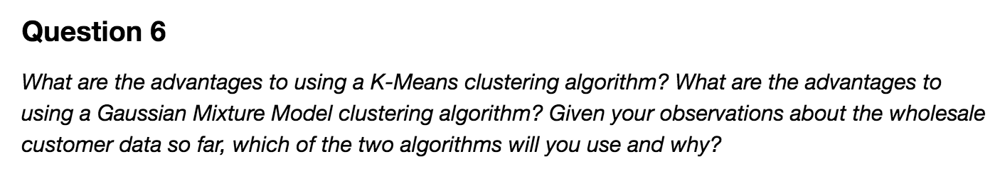 Question 6
What are the advantages to using a K-Means clustering algorithm? What are the advantages to
using a Gaussian Mixture Model clustering algorithm? Given your observations about the wholesale
customer data so far, which of the two algorithms will you use and why?